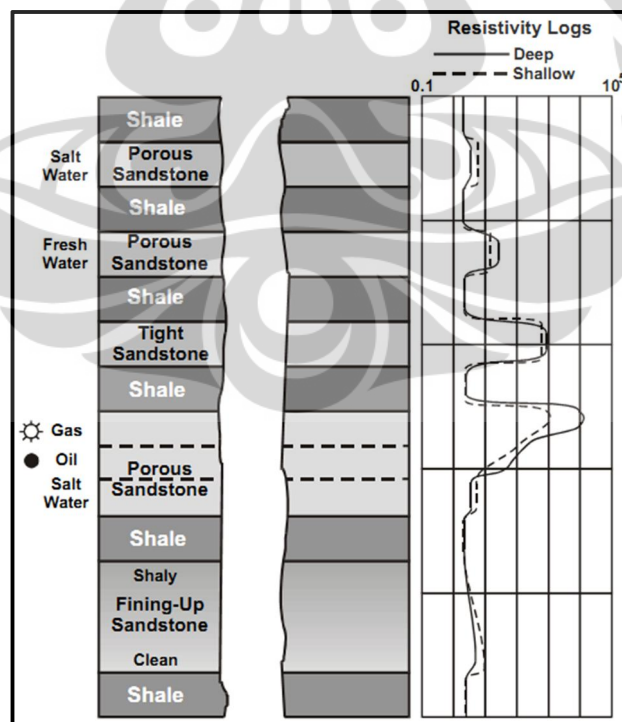 Resistivity Logs
Deep
Shallow
0.1
10⁴
Shale
Salt
Water
Porous
Sandstone
Shale
Fresh
Water
Porous
Sandstone
Shale
Tight
Sandstone
Shale
Gas
Oil
Salt
Water
Porous
Sandstone
Shale
Shaly
Fining-Up
Sandstone
Clean
Shale